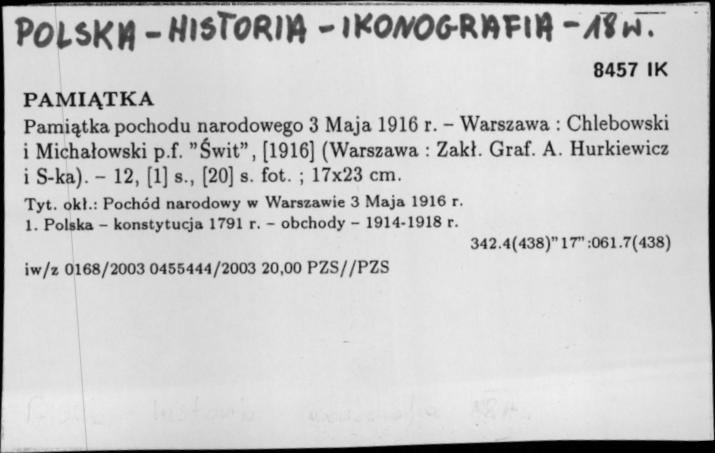 POLSKA - HISTORIA - IKONOGRAFIA - 18 w.
8457 IK
PAMIĄTKA
Pamiątka pochodu narodowego 3 Maja 1916 r. – Warszawa : Chlebowski
i Michałowski p.f. "Świt", [1916] (Warszawa : Zakł. Graf. A. Hurkiewicz
i S-ka). – 12, [1] s., [20] s. fot. ; 17x23 cm.
Tyt. okł.: Pochód narodowy w Warszawie 3 Maja 1916 r.
1. Polska – konstytucja 1791 r. – obchody – 1914-1918 r.
342.4(438)"17":061.7(438)
iw/z 0168/2003 0455444/2003 20,00 PZS//PZS